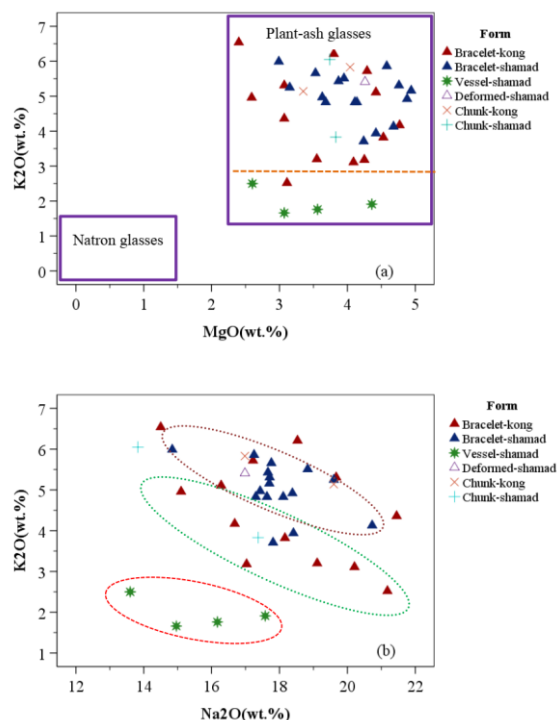 Plant-ash glasses
Form
Bracelet-kong
Bracelet-shamad
Vessel-shamad
Deformed-shamad
Chunk-kong
Chunk-shamad
7
6
5
4
3
2
1
0
K2O(wt.%)
Natron glasses
(a)
0 1 2 3 4 5
MgO(wt.%)
Form
Bracelet-kong
Bracelet-shamad
Vessel-shamad
Deformed-shamad
Chunk-kong
Chunk-shamad
7
6
5
4
3
2
1
K2O(wt.%)
(b)
12 14 16 18 20 22
Na2O(wt.%)